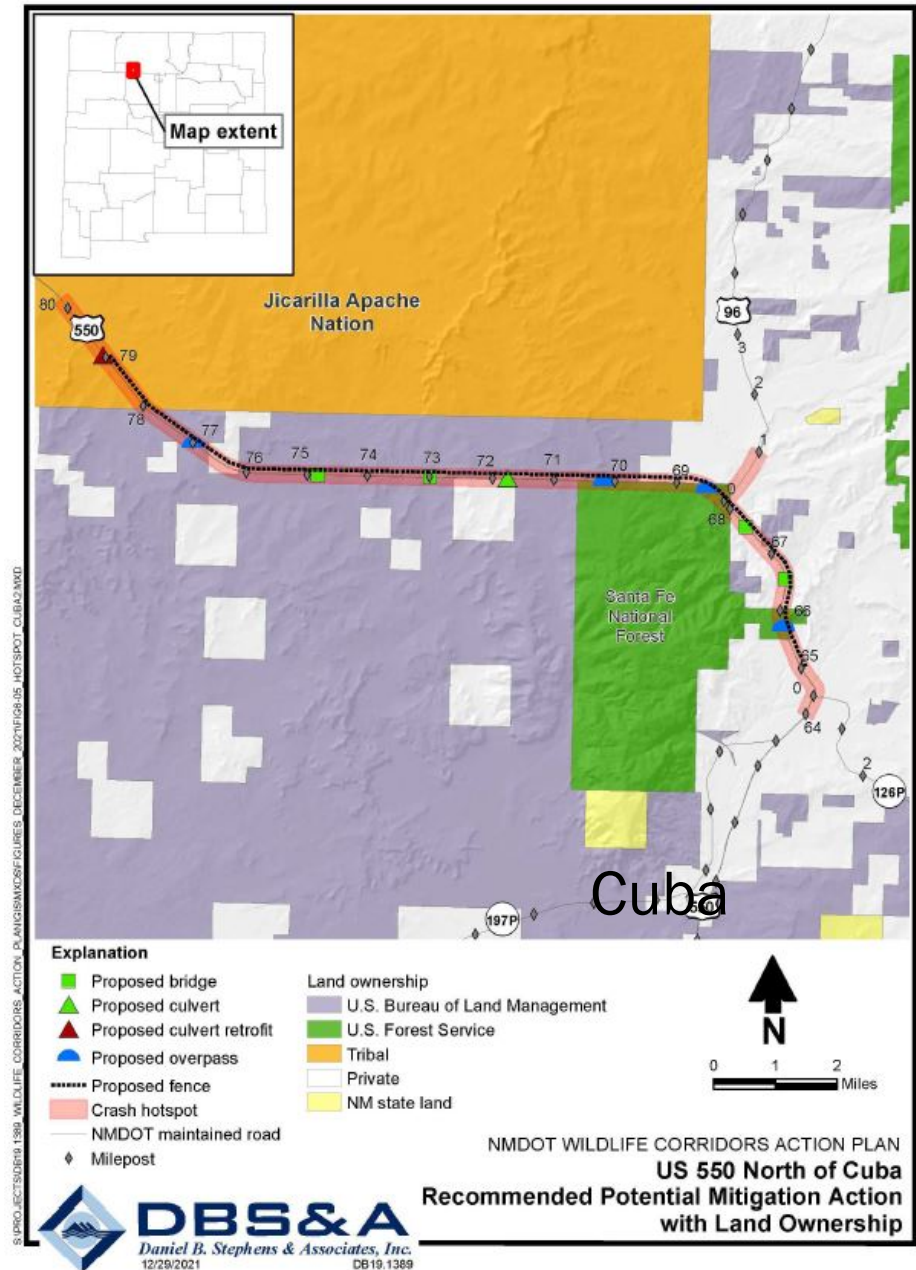 Map extent
Jicarilla Apache
Nation
80
550
79
78
77
76
75
74
73
72
71
70
69
0
68
67
66
65
0
64
96
3
2
1
2
126P
Santa Fe
National
Forest
Cuba
197P
Explanation
Proposed bridge
Proposed culvert
Proposed culvert retrofit
Proposed overpass
Proposed fence
Crash hotspot
NMDOT maintained road
Milepost
Land ownership
U.S. Bureau of Land Management
U.S. Forest Service
Tribal
Private
NM state land
N
0 1 2
Miles
NMDOT WILDLIFE CORRIDORS ACTION PLAN
US 550 North of Cuba
Recommended Potential Mitigation Action
with Land Ownership
DBS&A
Daniel B. Stephens & Associates, Inc.
12/29/2021 DB19.1389